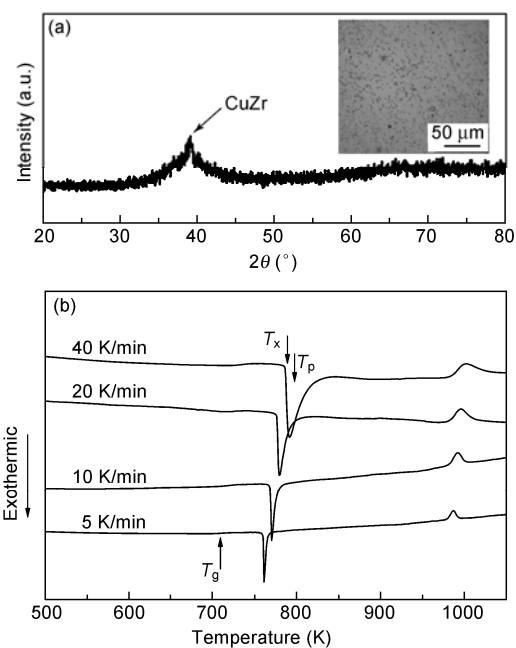 (a)
Intensity (a.u.)
CuZr
50 μm
20 30 40 50 60 70 80
2θ (°)
(b)
Exothermic
40 K/min
20 K/min
10 K/min
5 K/min
Tx
Tp
Tg
500 600 700 800 900 1000
Temperature (K)